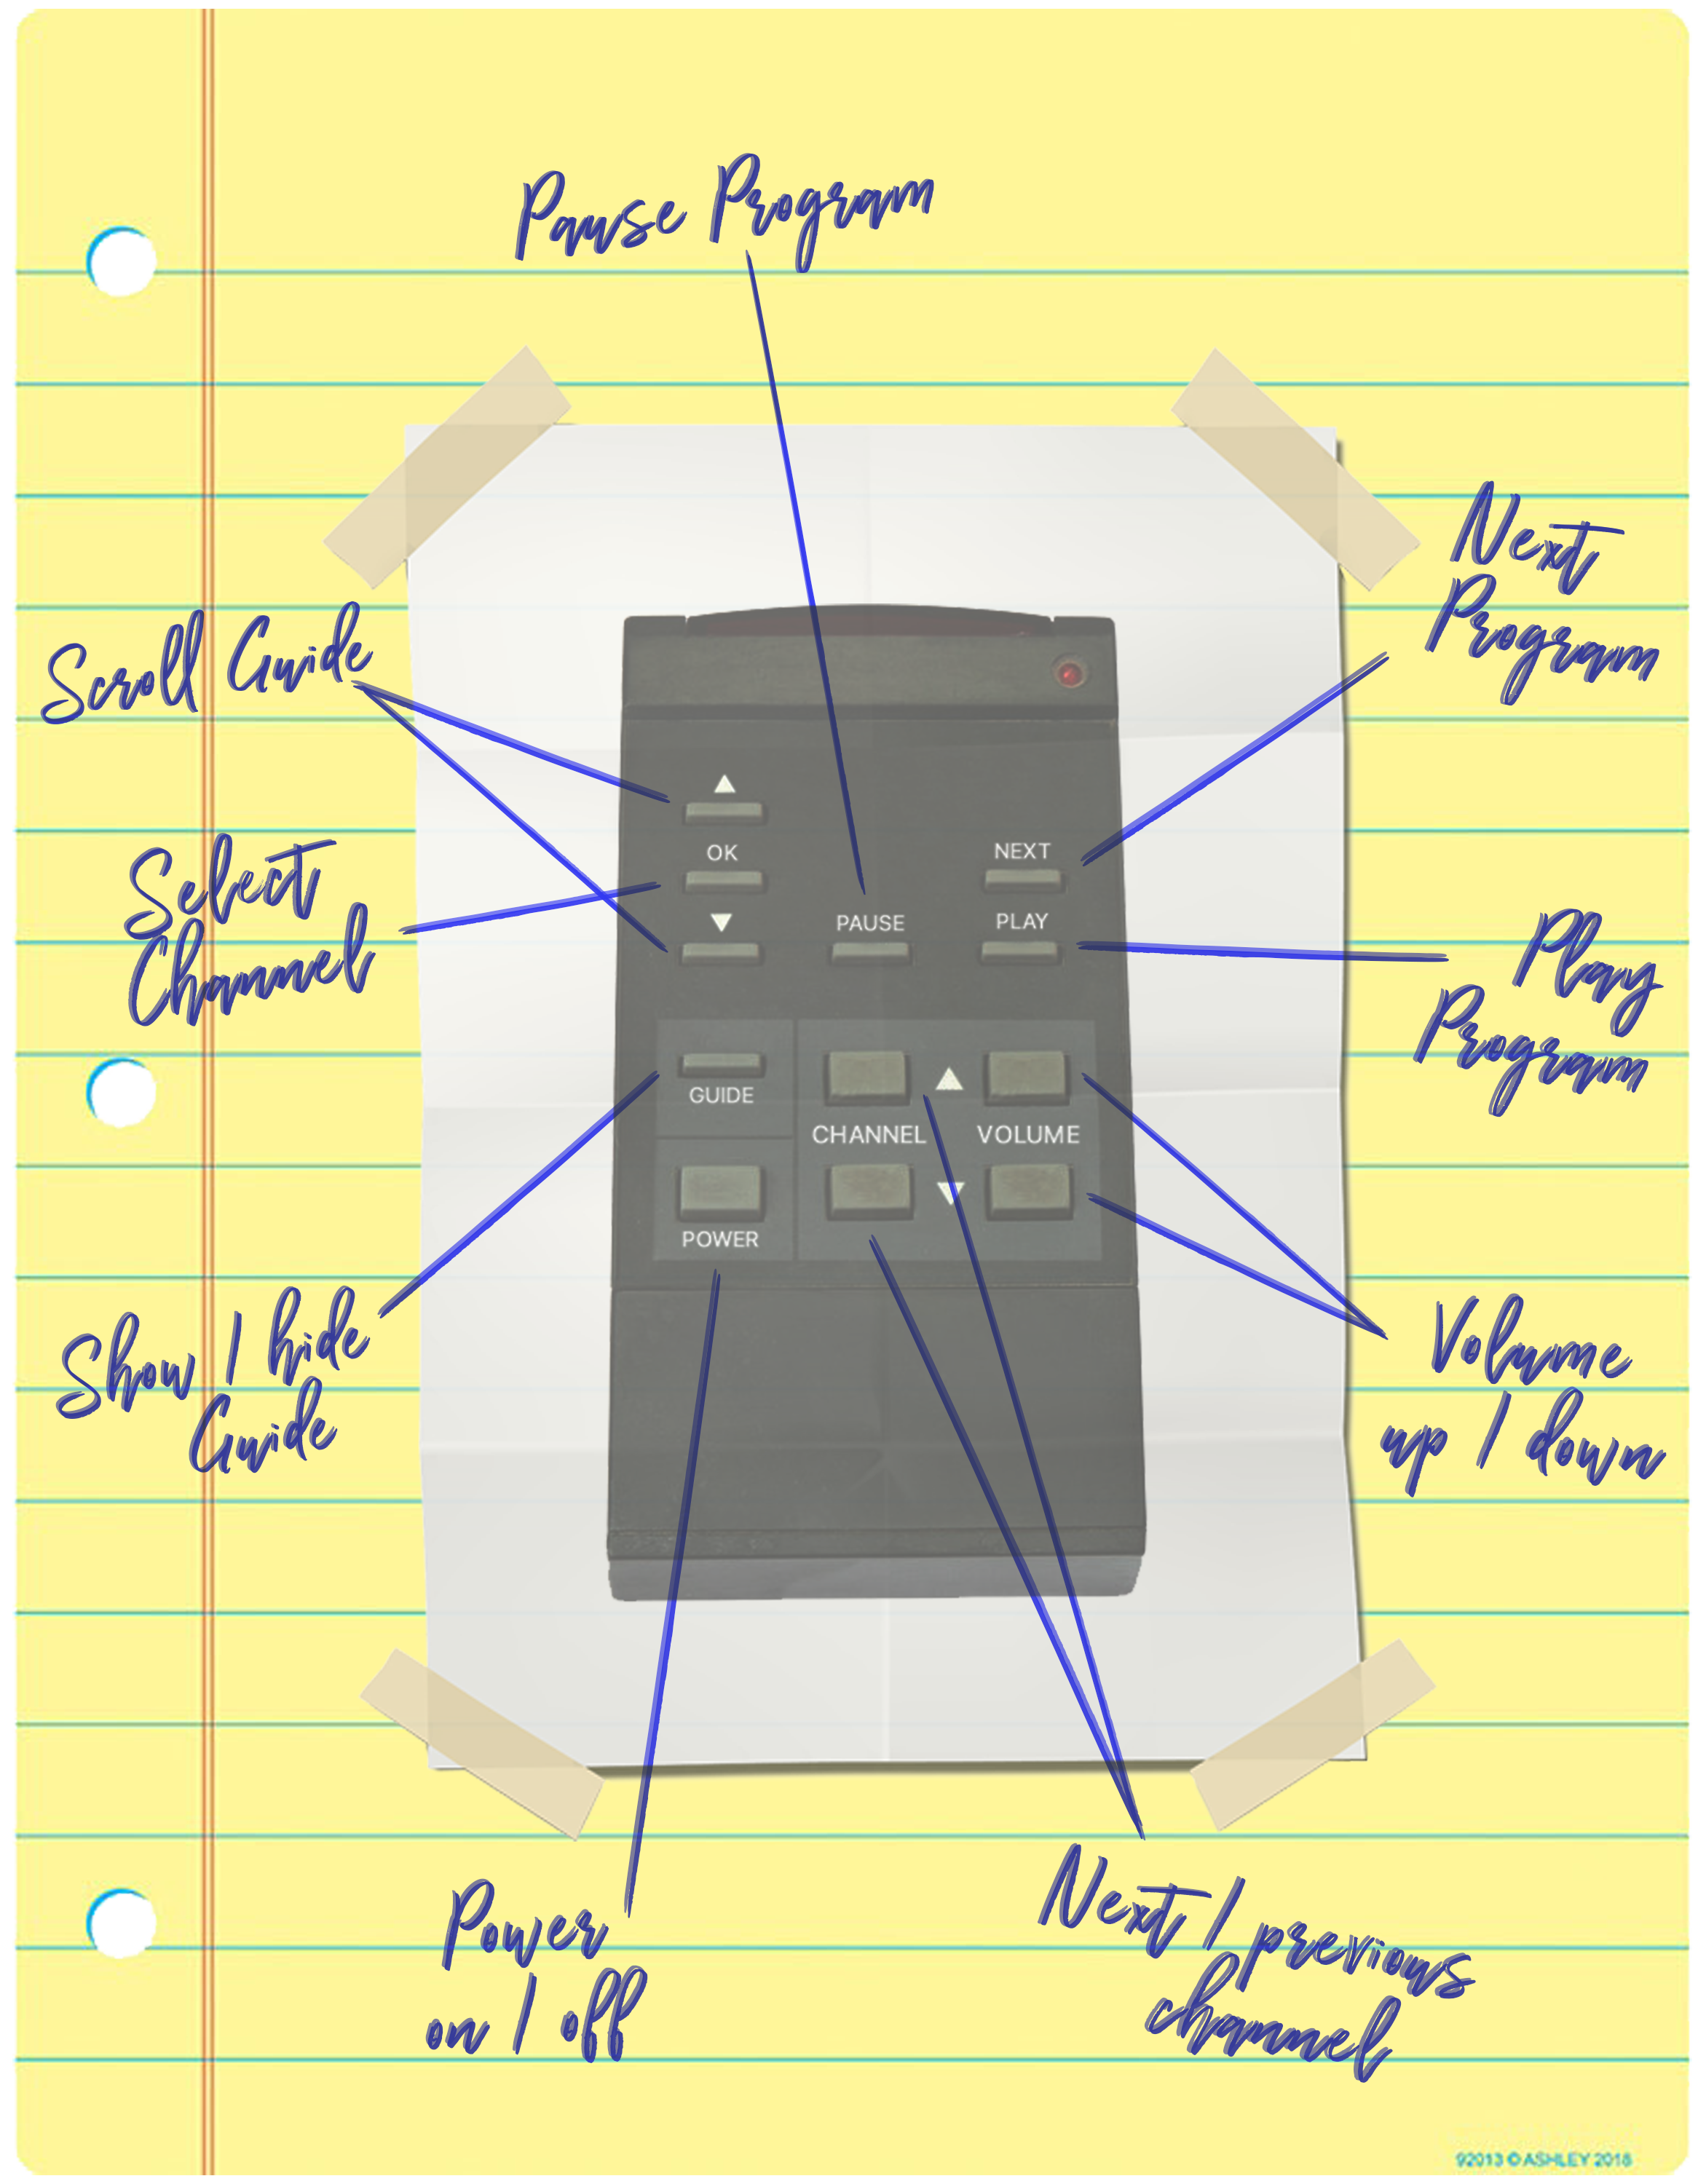 Pause Program
Next
Program
Scroll Guide
▲
OK
NEXT
Select
Channel
▼
PAUSE
PLAY
Play
Program
GUIDE
▲
CHANNEL
VOLUME
▼
POWER
Show / hide
Guide
Volume
up / down
Power
on / off
Next / previous
channel
92013 © ASHLEY 2018